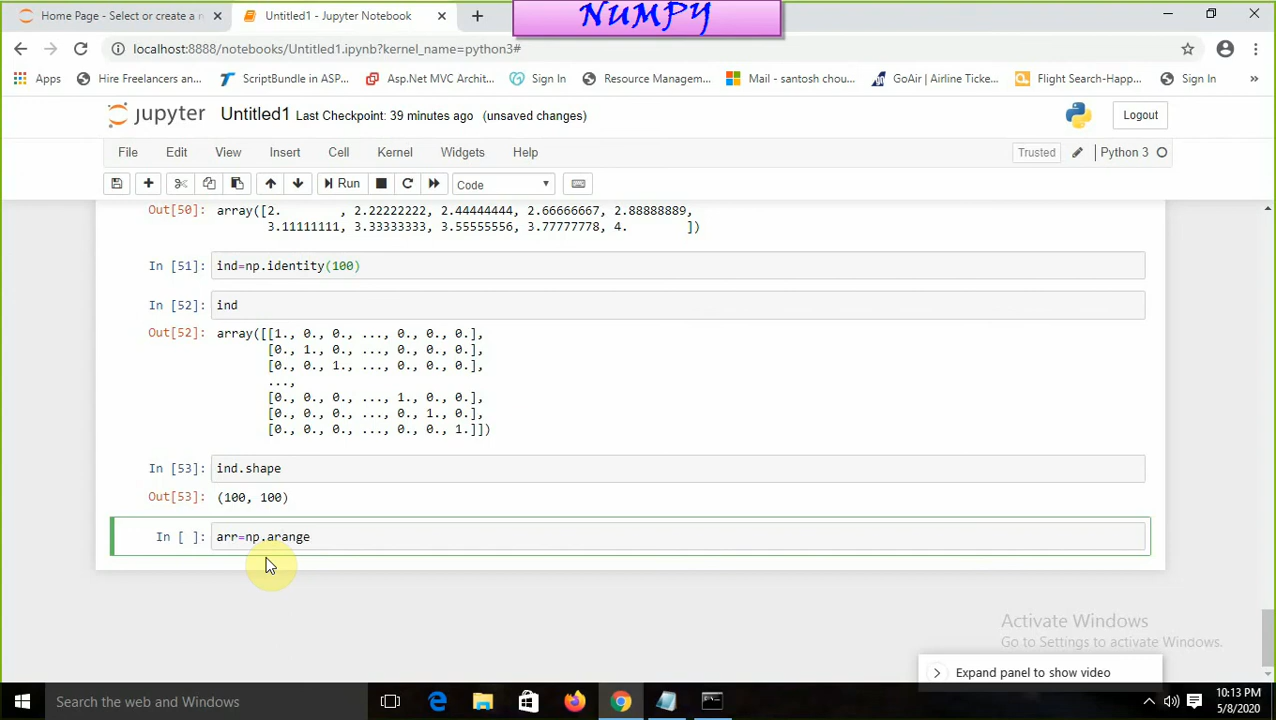 NUMPY
Home Page - Select or create a n
Untitled1 - Jupyter Notebook
localhost:8888/notebooks/Untitled1.ipynb?kernel_name=python3#
Apps
Hire Freelancers an...
ScriptBundle in ASP...
Asp.Net MVC Archit...
Sign In
Resource Managem...
Mail - santosh chou...
GoAir | Airline Ticke...
Flight Search-Happ...
Sign In
»
jupyter
Untitled1 Last Checkpoint: 39 minutes ago (unsaved changes)
Logout
File Edit View Insert Cell Kernel Widgets Help
Trusted
Python 3
Run
Code
Out[50]: array([2.        , 2.22222222, 2.44444444, 2.66666667, 2.88888889,
3.11111111, 3.33333333, 3.55555556, 3.77777778, 4.        ])
In [51]: ind=np.identity(100)
In [52]: ind
Out[52]: array([[1., 0., 0., ..., 0., 0., 0.],
[0., 1., 0., ..., 0., 0., 0.],
[0., 0., 1., ..., 0., 0., 0.],
...,
[0., 0., 0., ..., 1., 0., 0.],
[0., 0., 0., ..., 0., 1., 0.],
[0., 0., 0., ..., 0., 0., 1.]])
In [53]: ind.shape
Out[53]: (100, 100)
In [ ]: arr=np.arange
Activate Windows
Go to Settings to activate Windows.
Expand panel to show video
Search the web and Windows
10:13 PM
5/8/2020